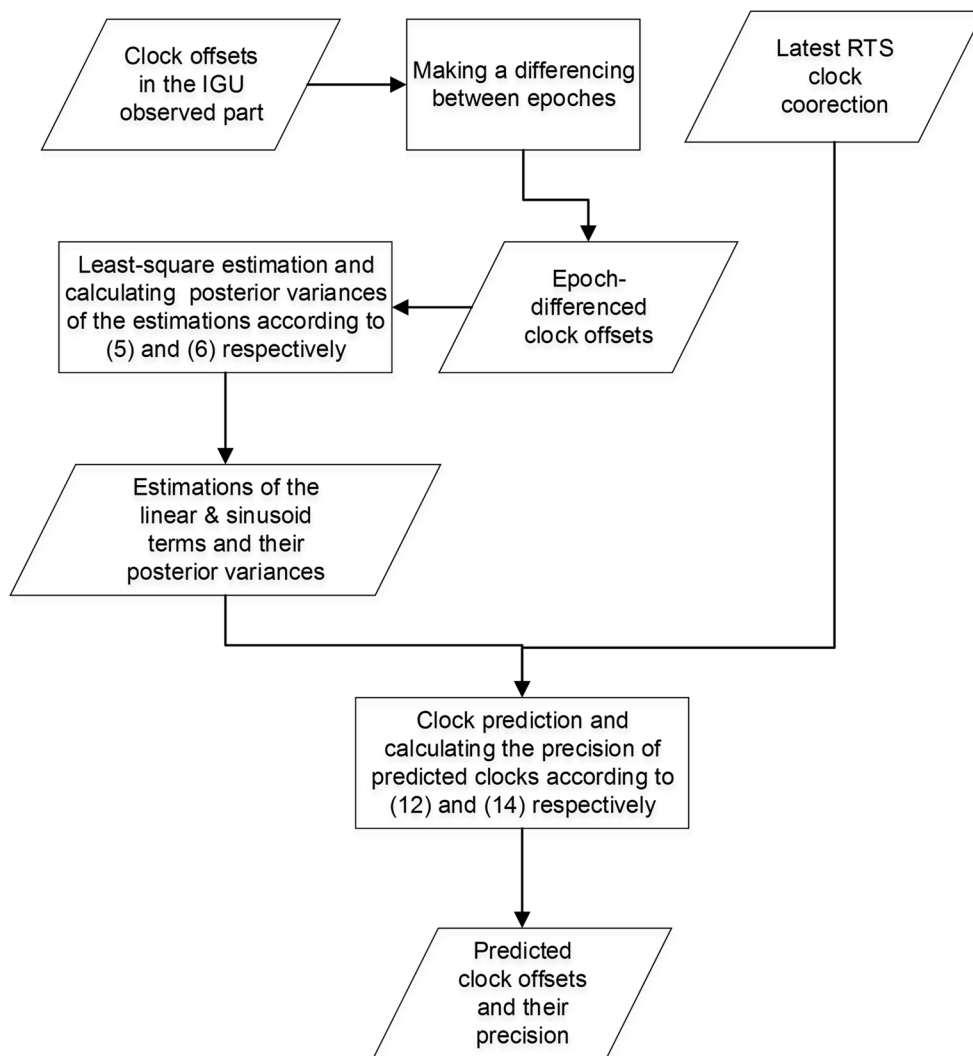 Clock offsets
in the IGU
observed part
Making a differencing
between epoches
Latest RTS
clock
coorection
Least-square estimation and
calculating posterior variances
of the estimations according to
(5) and (6) respectively
Epoch-
differenced
clock offsets
Estimations of the
linear & sinusoid
terms and their
posterior variances
Clock prediction and
calculating the precision of
predicted clocks according to
(12) and (14) respectively
Predicted
clock offsets
and their
precision